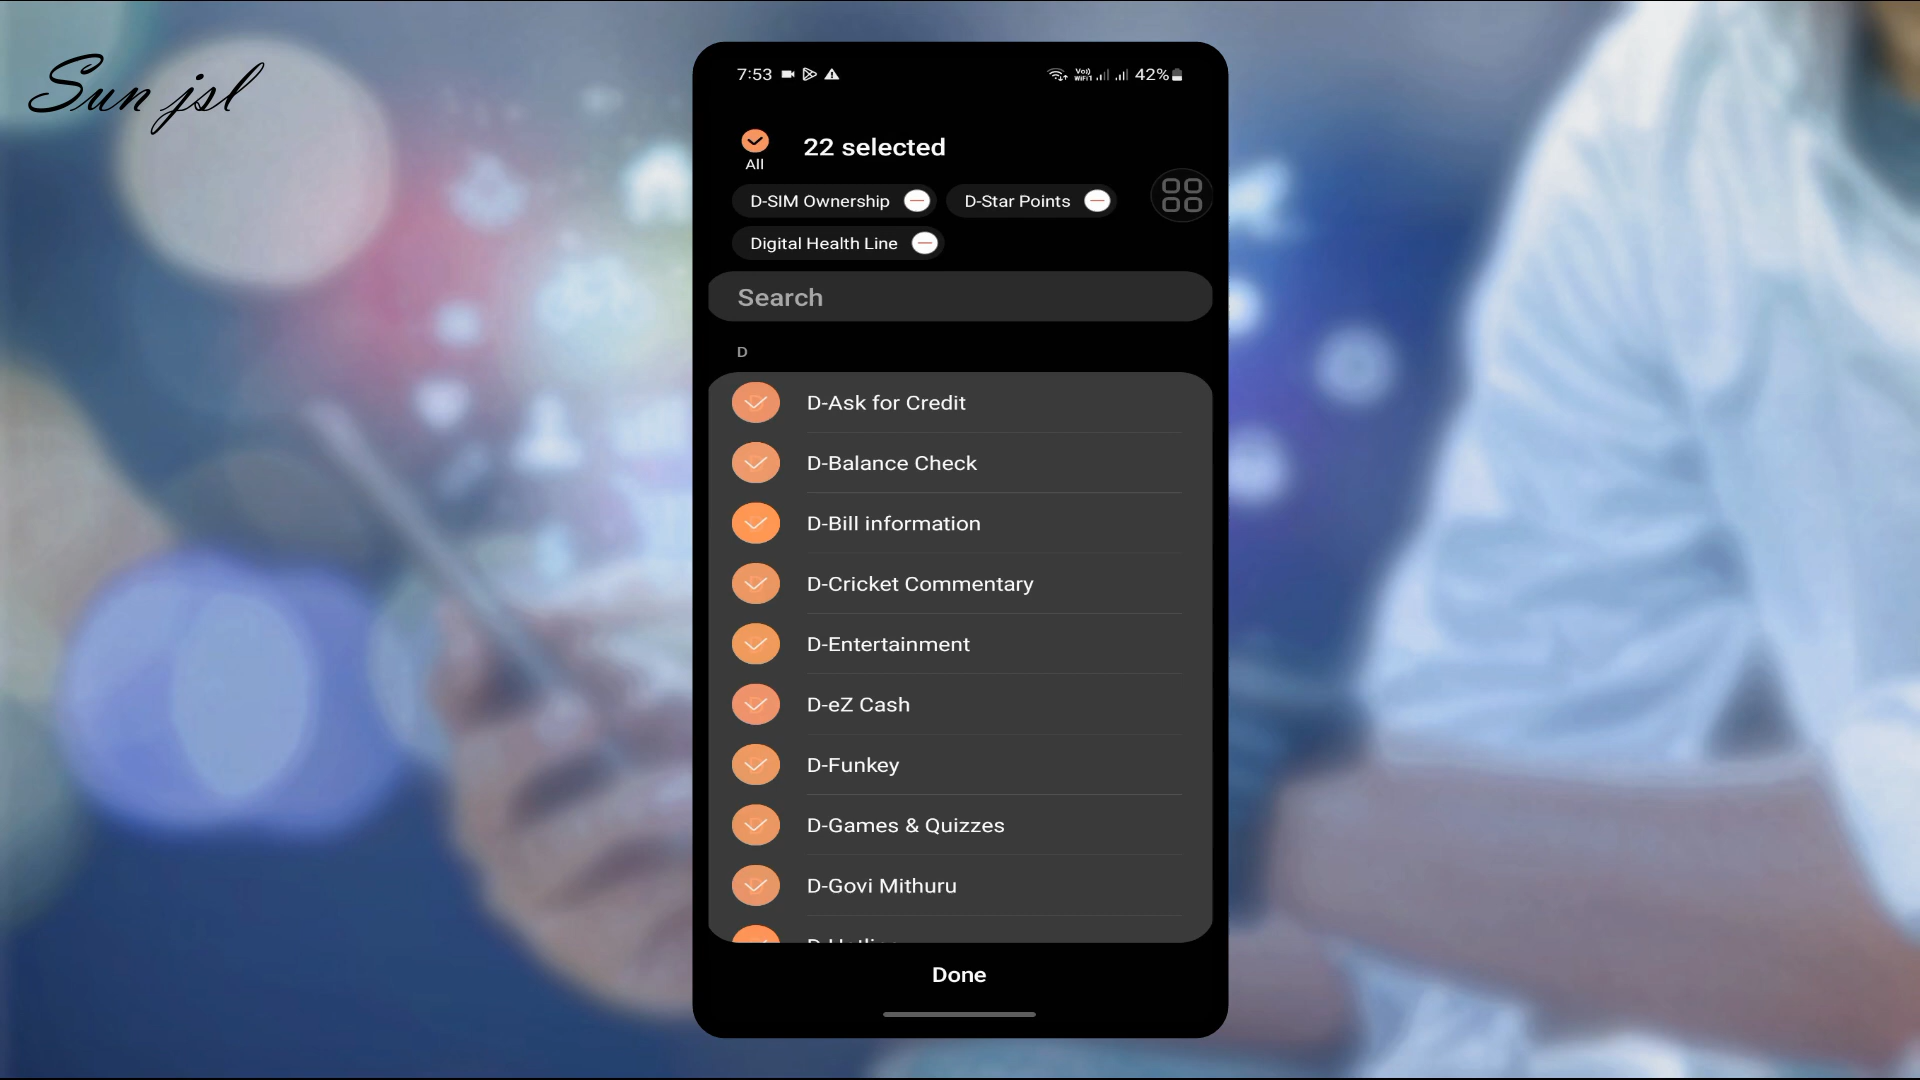 Sun jsl
7:53
42%
22 selected
All
D-SIM Ownership
D-Star Points
Digital Health Line
Search
D
D-Ask for Credit
D-Balance Check
D-Bill information
D-Cricket Commentary
D-Entertainment
D-eZ Cash
D-Funkey
D-Games & Quizzes
D-Govi Mithuru
Done